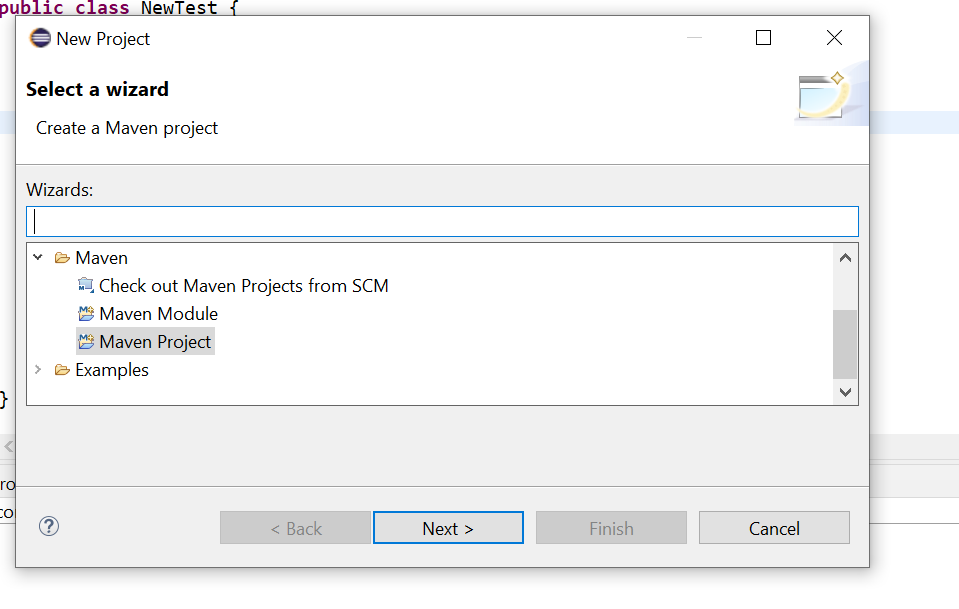 public class NewTest {
New Project
Select a wizard
Create a Maven project
Wizards:
Maven
Check out Maven Projects from SCM
Maven Module
Maven Project
Examples
}
ro
co
< Back
Next >
Finish
Cancel